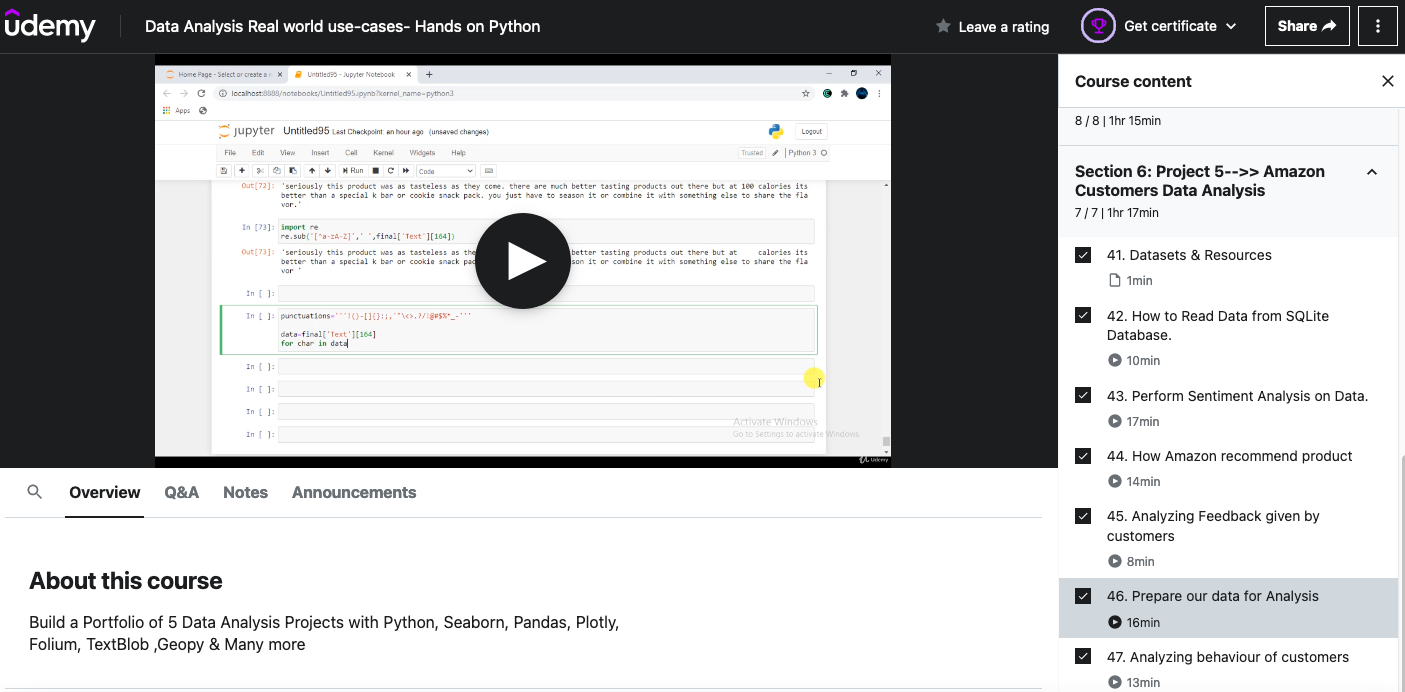 udemy
Data Analysis Real world use-cases- Hands on Python
Leave a rating
Get certificate
Share
Home Page - Select or create a n
Untitled95 - Jupyter Notebook
localhost:8888/notebooks/Untitled95.ipynb?kernel_name=python3
Apps
jupyter Untitled95 Last Checkpoint: an hour ago (unsaved changes)
Logout
File Edit View Insert Cell Kernel Widgets Help
Trusted
Python 3
Run
Code
Out[72]: 'seriously this product was as tasteless as they come. there are much better tasting products out there but at 100 calories its
better than a special k bar or cookie snack pack. you just have to season it or combine it with something else to share the fla
vor.'
In [73]: import re
re.sub('[^a-zA-Z]',' ',final['Text'][164])
Out[73]: 'seriously this product was as tasteless as the better tasting products out there but at calories its
better than a special k bar or cookie snack pac son it or combine it with something else to share the fla
vor '
In [ ]:
In [ ]: punctuations=
data=final['Text'][164]
for char in data
In [ ]:
In [ ]:
In [ ]:
In [ ]:
Activate Windows
Go to Settings to activate Windows.
Udemy
Overview
Q&A
Notes
Announcements
About this course
Build a Portfolio of 5 Data Analysis Projects with Python, Seaborn, Pandas, Plotly,
Folium, TextBlob ,Geopy & Many more
Course content
8 / 8 | 1hr 15min
Section 6: Project 5-->> Amazon
Customers Data Analysis
7 / 7 | 1hr 17min
41. Datasets & Resources
1min
42. How to Read Data from SQLite
Database.
10min
43. Perform Sentiment Analysis on Data.
17min
44. How Amazon recommend product
14min
45. Analyzing Feedback given by
customers
8min
46. Prepare our data for Analysis
16min
47. Analyzing behaviour of customers
13min